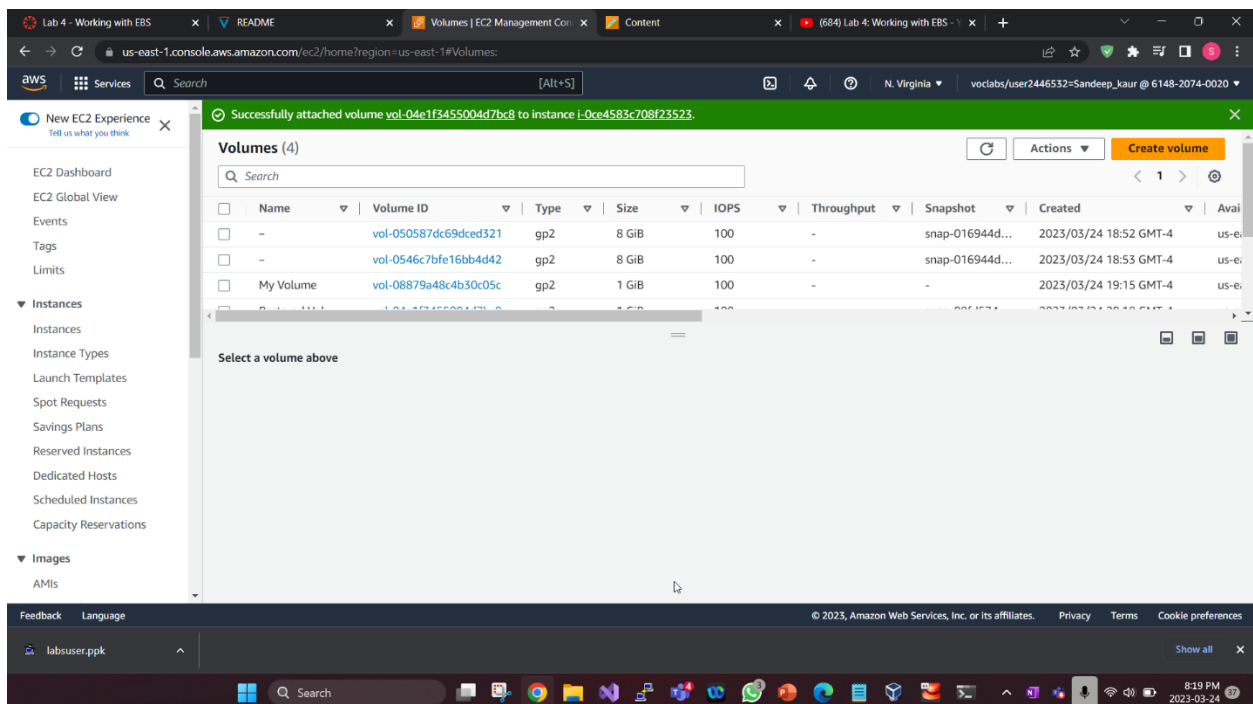 Lab 4 - Working with EBS
README
Volumes | EC2 Management Con
Content
(684) Lab 4: Working with EBS - Y
us-east-1.console.aws.amazon.com/ec2/home?region=us-east-1#Volumes:
S
aws
Services
Search
[Alt+S]
N. Virginia
voclabs/user2446532=Sandeep_kaur @ 6148-2074-0020
New EC2 Experience
Tell us what you think
EC2 Dashboard
EC2 Global View
Events
Tags
Limits
Instances
Instances
Instance Types
Launch Templates
Spot Requests
Savings Plans
Reserved Instances
Dedicated Hosts
Scheduled Instances
Capacity Reservations
Images
AMIs
Successfully attached volume vol-04e1f3455004d7bc8 to instance i-0ce4583c708f23523.
Volumes (4)
Actions
Create volume
Search
1
Name Volume ID Type Size IOPS Throughput Snapshot Created Avai
– vol-050587dc69dced321 gp2 8 GiB 100 - snap-016944d... 2023/03/24 18:52 GMT-4 us-ea
– vol-0546c7bfe16bb4d42 gp2 8 GiB 100 - snap-016944d... 2023/03/24 18:53 GMT-4 us-ea
My Volume vol-08879a48c4b30c05c gp2 1 GiB 100 - - 2023/03/24 19:15 GMT-4 us-ea
Select a volume above
Feedback Language
© 2023, Amazon Web Services, Inc. or its affiliates. Privacy Terms Cookie preferences
labsuser.ppk
Show all
Search
8:19 PM
2023-03-24
37